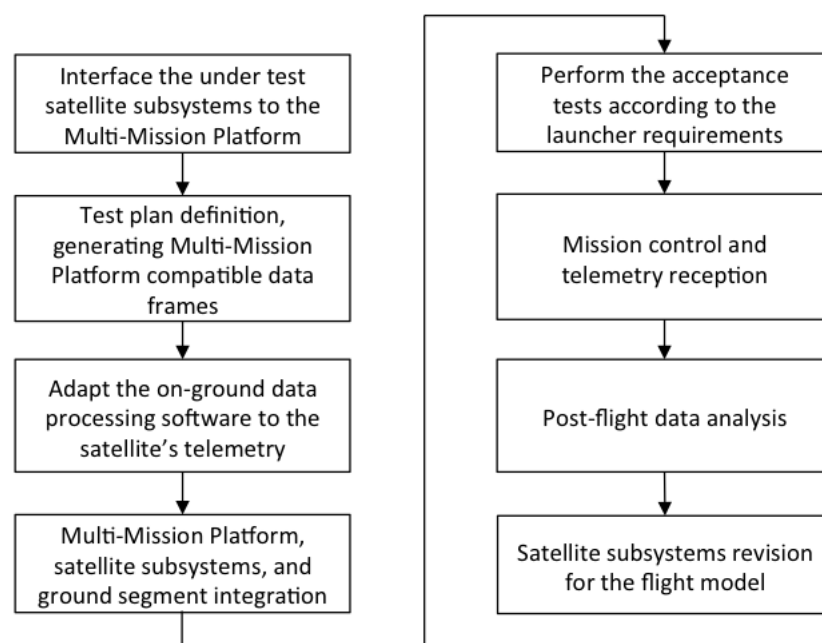 Interface the under test
satellite subsystems to the
Multi-Mission Platform
Test plan definition,
generating Multi-Mission
Platform compatible data
frames
Adapt the on-ground data
processing software to the
satellite’s telemetry
Multi-Mission Platform,
satellite subsystems, and
ground segment integration
Perform the acceptance
tests according to the
launcher requirements
Mission control and
telemetry reception
Post-flight data analysis
Satellite subsystems revision
for the flight model